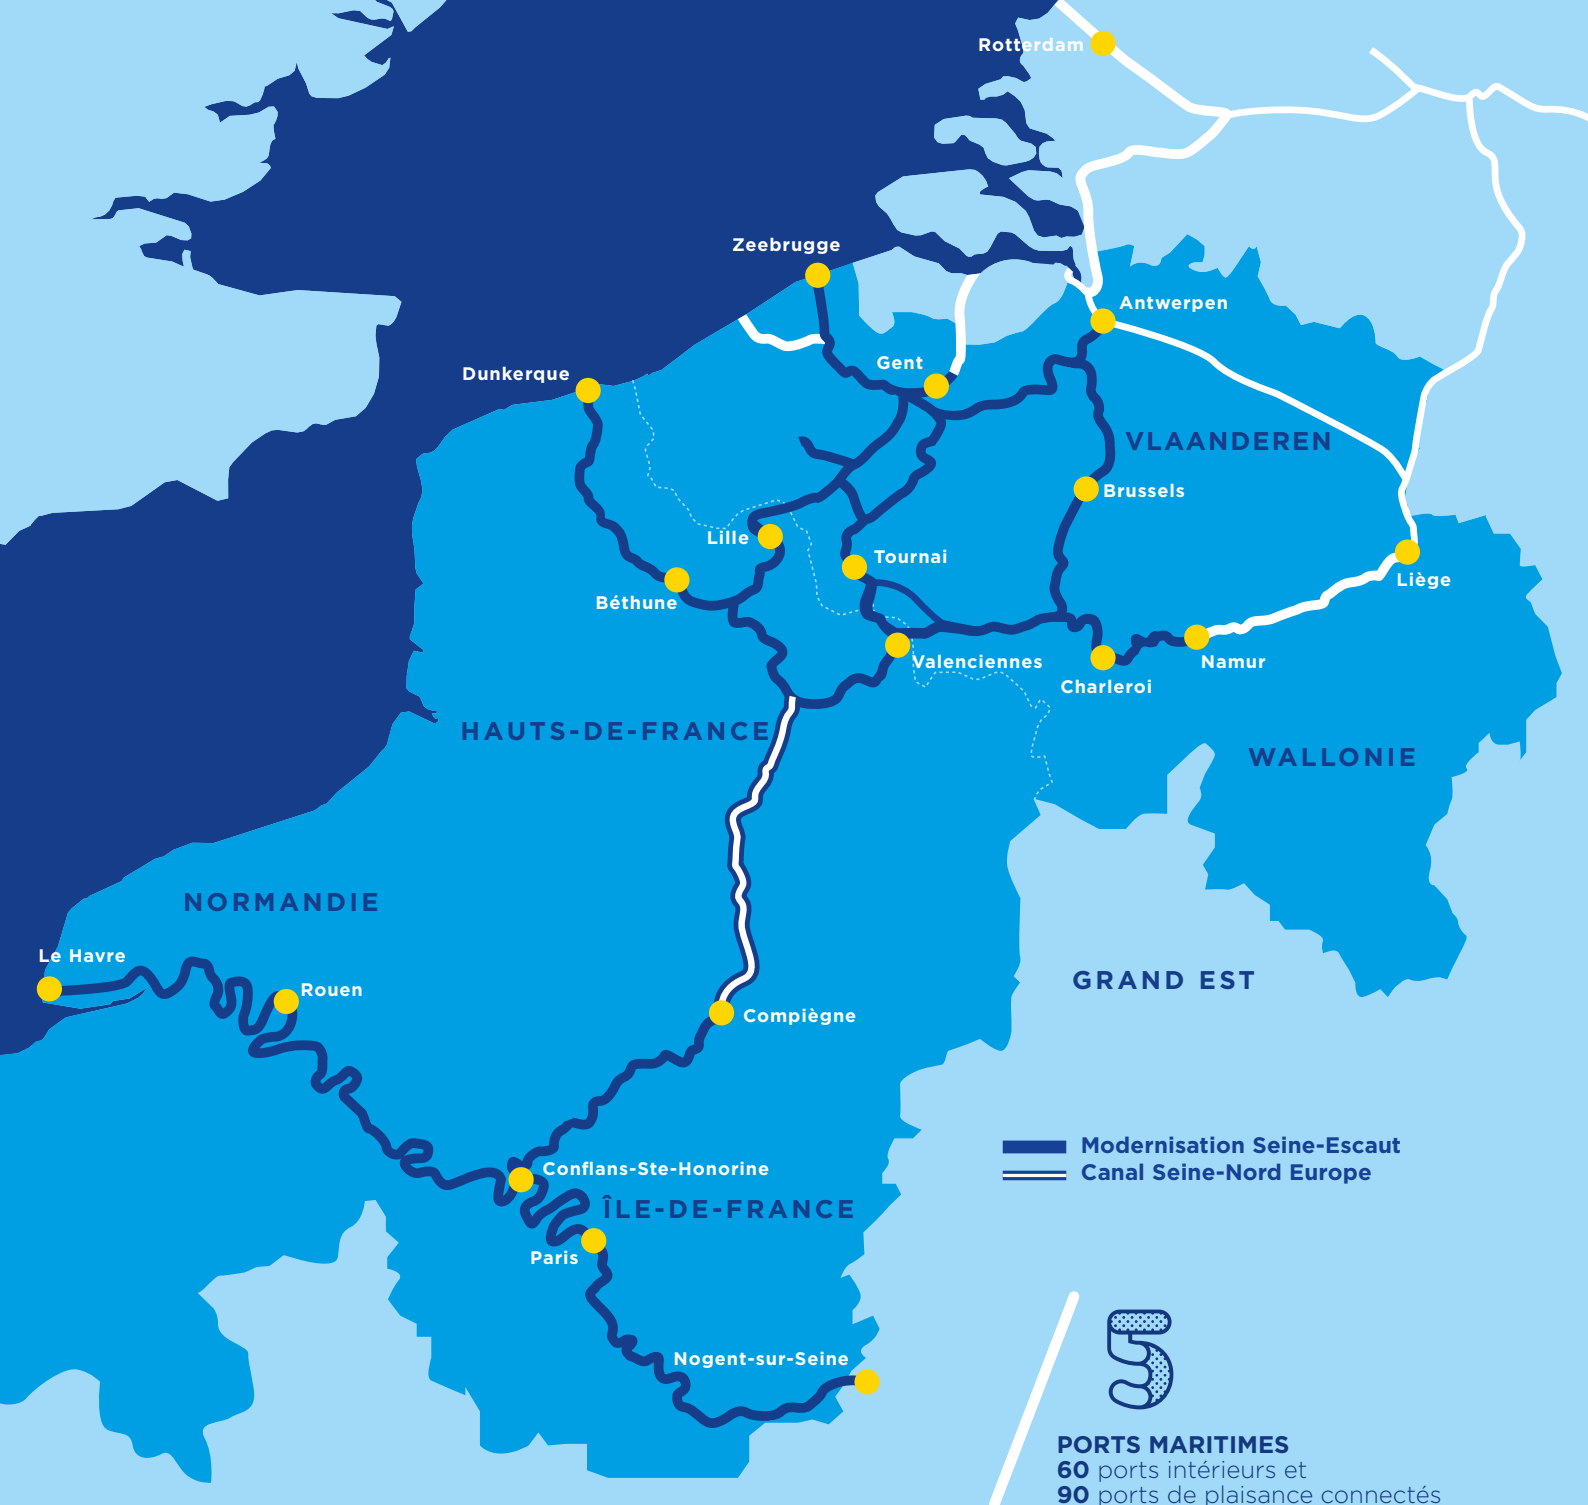 Rotterdam
Zeebrugge
Antwerpen
Gent
Dunkerque
VLAANDEREN
Brussels
Lille
Tournai
Liège
Béthune
Valenciennes
Namur
Charleroi
HAUTS-DE-FRANCE
WALLONIE
NORMANDIE
Le Havre
GRAND EST
Rouen
Compiègne
Modernisation Seine-Escaut
Canal Seine-Nord Europe
Conflans-Ste-Honorine
ÎLE-DE-FRANCE
Paris
Nogent-sur-Seine
5
PORTS MARITIMES
60 ports intérieurs et
90 ports de plaisance connectés